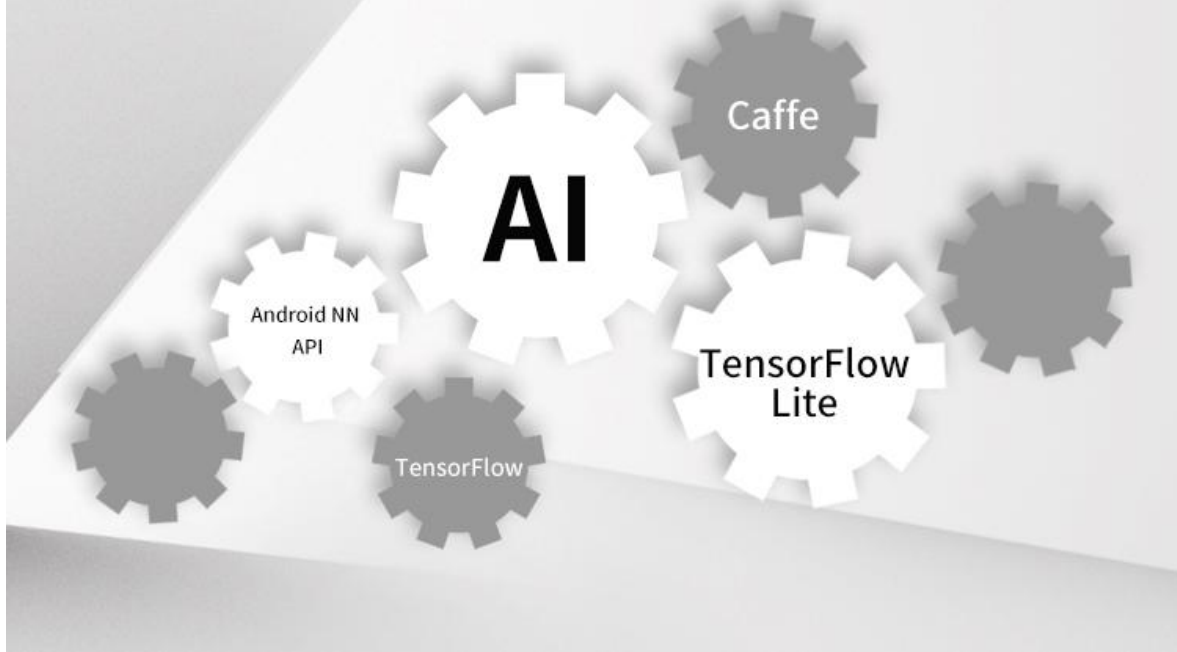 Caffe
AI
Android NN
API
TensorFlow
Lite
TensorFlow